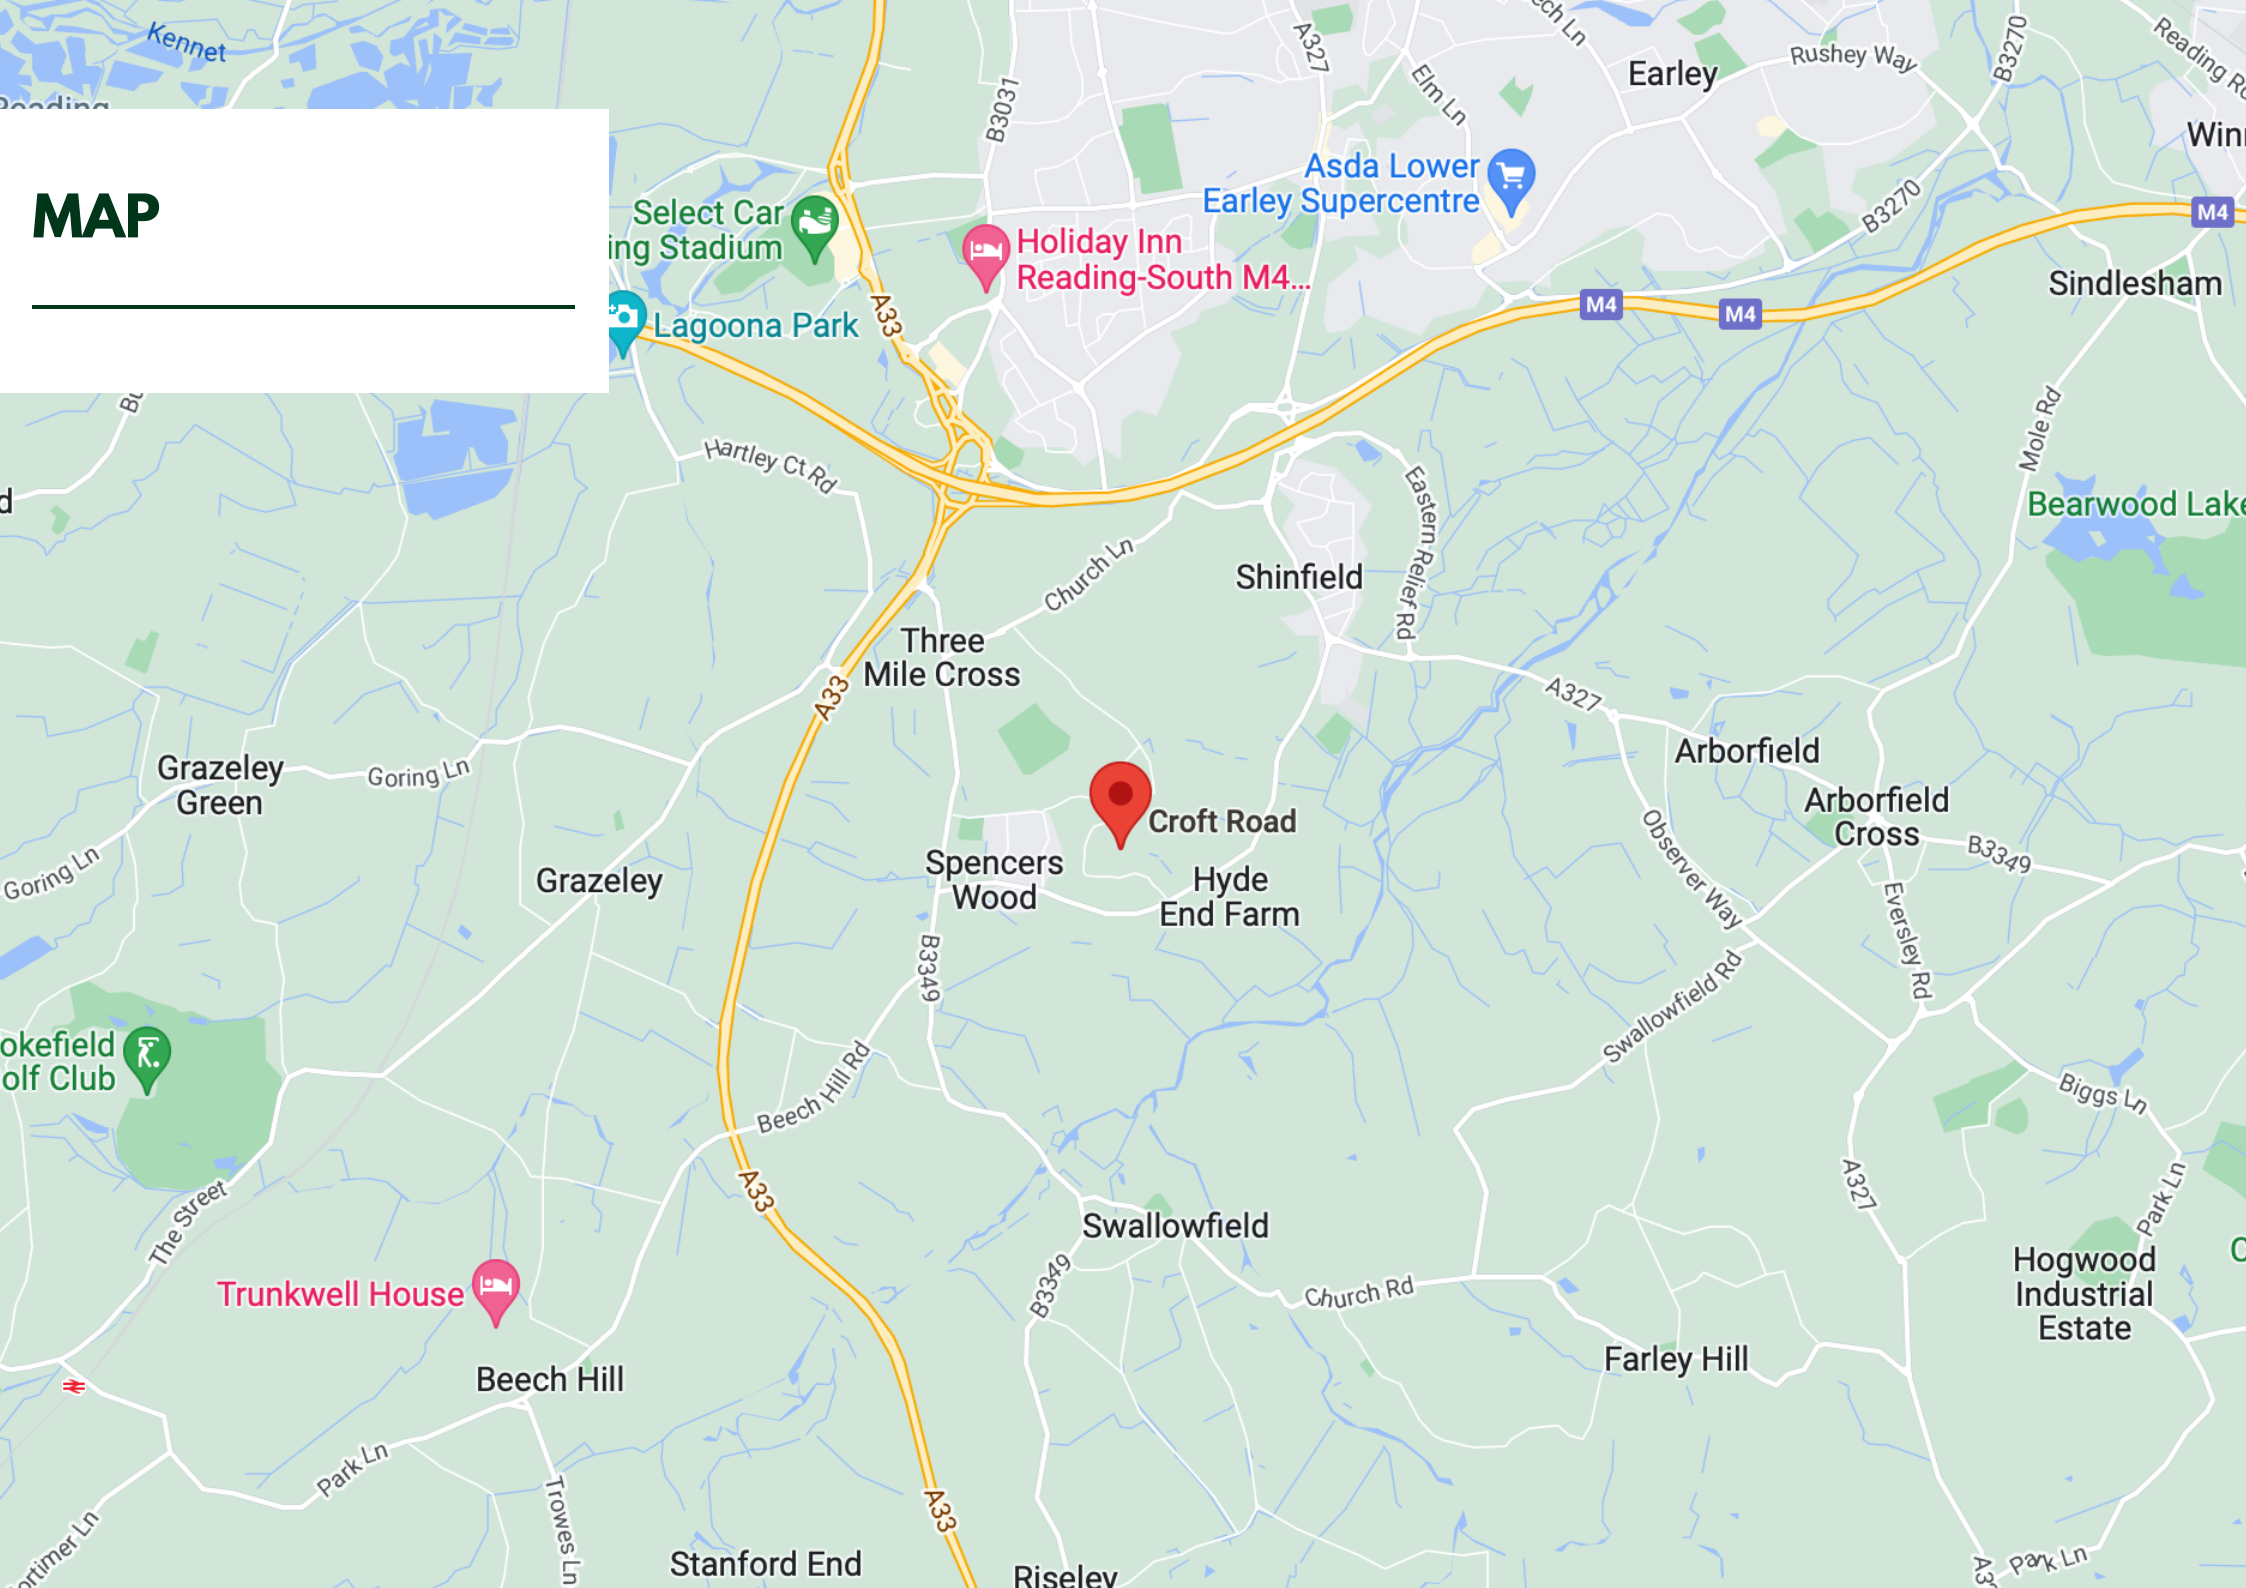 Kennet
Reading
MAP
B3031
A327
Elm Ln
Earley
Rushey Way
B3270
Asda Lower
Earley Supercentre
B3270
M4
Select Car
ing Stadium
Holiday Inn
Reading-South M4...
Sindlesham
M4
M4
Lagoona Park
A33
Hartley Ct Rd
Mole Rd
Eastern Relief Rd
Bearwood Lake
Church Ln
Shinfield
Three
Mile Cross
A33
A327
Arborfield
Grazeley
Green
Goring Ln
Arborfield
Cross
Croft Road
Observer Way
B3349
Goring Ln
Grazeley
Spencers
Wood
Hyde
End Farm
Eversley Rd
B3349
Swallowfield Rd
okefield
olf Club
Beech Hill Rd
Biggs Ln
The Street
A33
A327
Park Ln
Swallowfield
Trunkwell House
B3349
Church Rd
Hogwood
Industrial
Estate
Beech Hill
Farley Hill
Park Ln
Trowes Ln
A33
ortimer Ln
Stanford End
Riseley
Park Ln